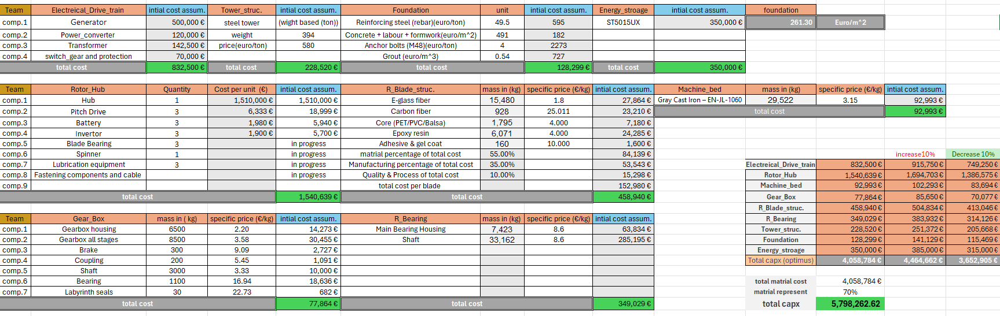 Team Electreical_Drive_train intial cost assum. Tower_struc. intial cost assum. Foundation unit intial cost assum. Energy_stroage intial cost assum. foundation
comp.1 Generator 500,000 € steel tower (wight based (ton)) Reinforcing steel (rebar)(euro/ton) 49.5 595 ST5015UX 350,000 € 261.30 Euro/m^2
comp.2 Power_converter 120,000 € weight 394 Concrete + labour + formwork(euro/m^2) 491 182
comp.3 Transformer 142,500 € price(euro/ton) 580 Anchor bolts (M48)(euro/ton) 4 2273
comp.4 switch_gear and protection 70,000 € Grout (euro/m^3) 0.54 727
total cost 832,500 € total cost 228,520 € total cost 128,299 € total cost 350,000 €
Team Rotor_Hub Quantity Cost per unit (€) intial cost assum. R_Blade_struc. mass in (kg) specific price (€/kg) intial cost assum. Machine_bed mass in (kg) specific price (€/kg) intial cost assum.
comp.1 Hub 1 1,510,000 € 1,510,000 € E-glass fiber 15,480 1.8 27,864 € Gray Cast Iron – EN-JL-1060 29,522 3.15 92,993 €
comp.2 Pitch Drive 3 6,333 € 18,999 € Carbon fiber 928 25.011 23,210 € total cost 92,993 €
comp.3 Battery 3 1,980 € 5,940 € Core (PET/PVC/Balsa) 1,795 4.000 7,180 €
comp.4 Invertor 3 1,900 € 5,700 € Epoxy resin 6,071 4.000 24,285 €
comp.5 Blade Bearing 3 in progress Adhesive & gel coat 160 10.000 1,600 €
comp.6 Spinner 1 in progress matrial percentage of total cost 55.00% 84,139 € increase10% Decrease 10%
comp.7 Lubrication equipment 3 in progress Manufacturing percentage of total cost 35.00% 53,543 € Electreical_Drive_train 832,500 € 915,750 € 749,250 €
comp.8 Fastening components and cable in progress Quality & Process of total cost 10.00% 15,298 € Rotor_Hub 1,540,639 € 1,694,703 € 1,386,575 €
comp.9 total cost per blade 152,980 € Machine_bed 92,993 € 102,293 € 83,694 €
total cost 1,540,639 € total cost 458,940 € Gear_Box 77,864 € 85,650 € 70,077 €
R_Blade_struc. 458,940 € 504,834 € 413,046 €
Team Gear_Box mass in ( kg) specific price (€/kg) intial cost assum. R_Bearing mass in (kg) specific price (€/kg) intial cost assum. R_Bearing 349,029 € 383,932 € 314,126 €
comp.1 Gearbox housing 6500 2.20 14,273 € Main Bearing Housing 7,423 8.6 63,834 € Tower_struc. 228,520 € 251,372 € 205,668 €
comp.2 Gearbox all stages 8500 3.58 30,455 € Shaft 33,162 8.6 285,195 € Foundation 128,299 € 141,129 € 115,469 €
comp.3 Brake 300 9.09 2,727 € Energy_stroage 350,000 € 385,000 € 315,000 €
comp.4 Coupling 200 5.45 1,091 € Total capx (optimus) 4,058,784 € 4,464,662 € 3,652,905 €
comp.5 Shaft 3000 3.33 10,000 €
comp.6 Bearing 1100 16.94 18,636 € total matrial cost 4,058,784 €
comp.7 Labyrinth seals 30 22.73 682 € matrial represent 70%
total cost 77,864 € total cost 349,029 € total capx 5,798,262.62